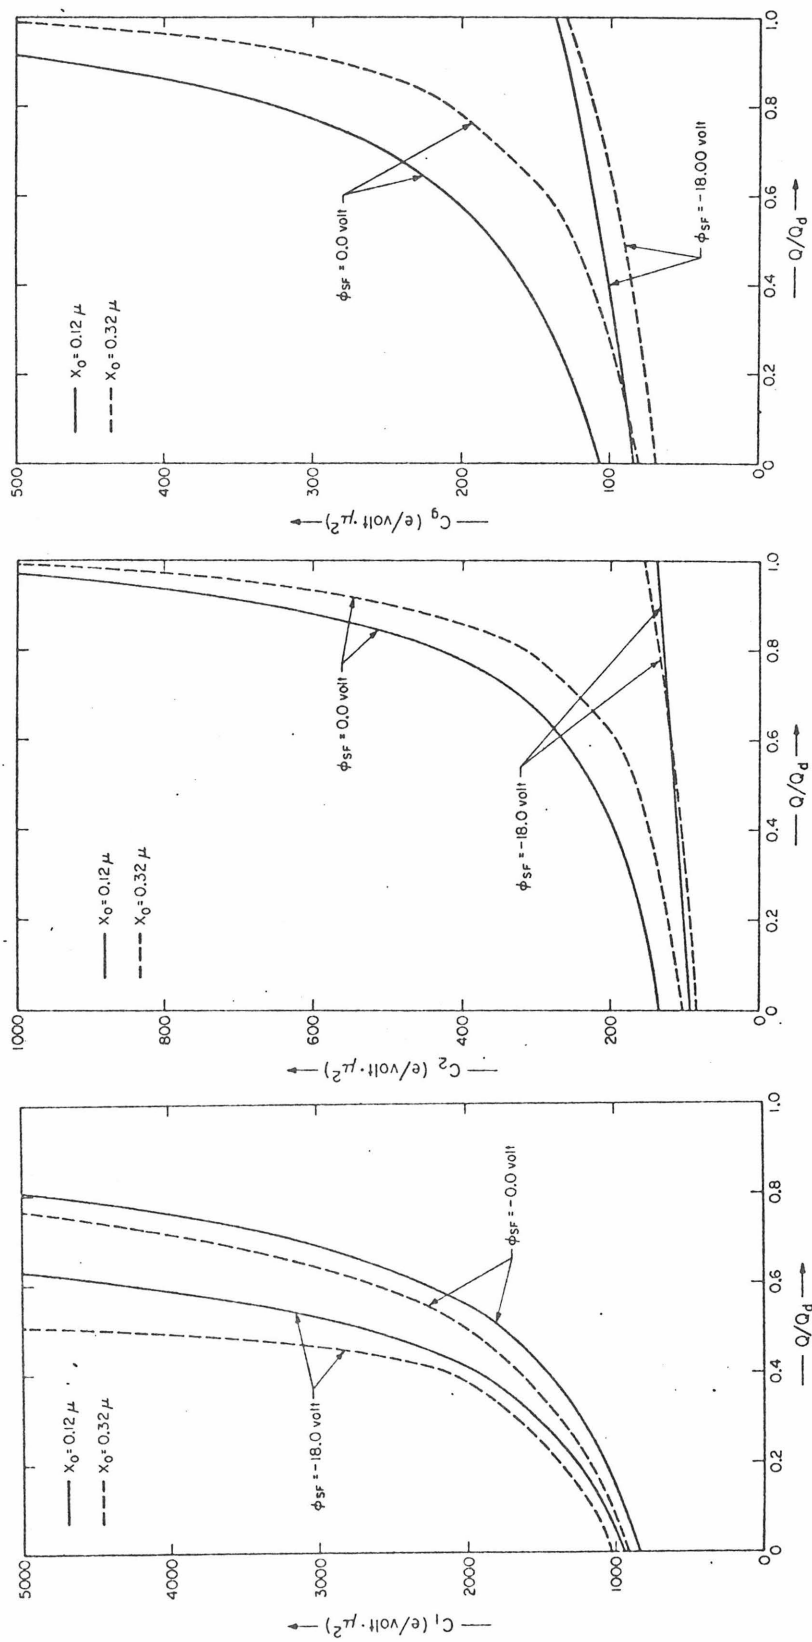 5000
4000
3000
2000
1000
0
— C₁ (e/volt·μ²) →
— X₀ = 0.12 μ
--- X₀ = 0.32 μ
ϕSF = -18.0 volt
ϕSF = -0.0 volt
0 0.2 0.4 0.6 0.8 1.0
— Q/Qd →
1000
800
600
400
200
0
— C₂ (e/volt·μ²) →
— X₀ = 0.12 μ
--- X₀ = 0.32 μ
ϕSF = 0.0 volt
ϕSF = -18.0 volt
0 0.2 0.4 0.6 0.8 1.0
— Q/Qd →
500
400
300
200
100
0
— Cg (e/volt·μ²) →
— X₀ = 0.12 μ
--- X₀ = 0.32 μ
ϕSF = 0.0 volt
ϕSF = -18.00 volt
0 0.2 0.4 0.6 0.8 1.0
— Q/Qd →